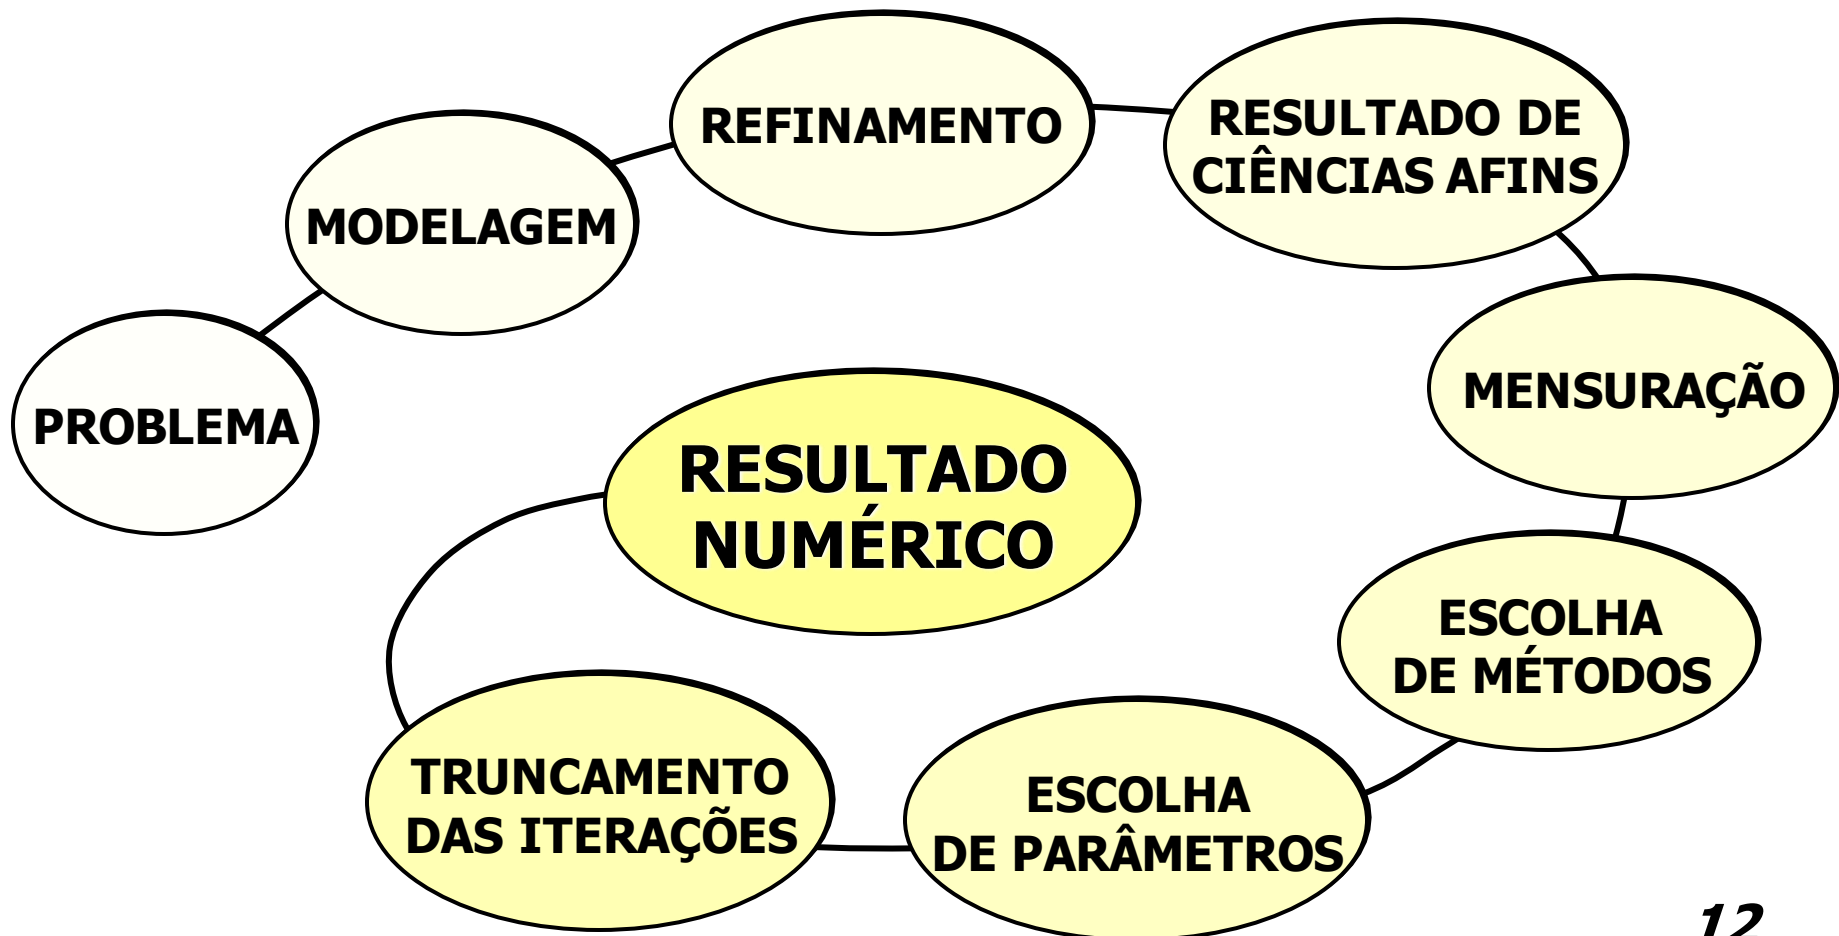 PROBLEMA
MODELAGEM
REFINAMENTO
RESULTADO DE
CIÊNCIAS AFINS
MENSURAÇÃO
ESCOLHA
DE MÉTODOS
ESCOLHA
DE PARÂMETROS
TRUNCAMENTO
DAS ITERAÇÕES
RESULTADO
NUMÉRICO
12